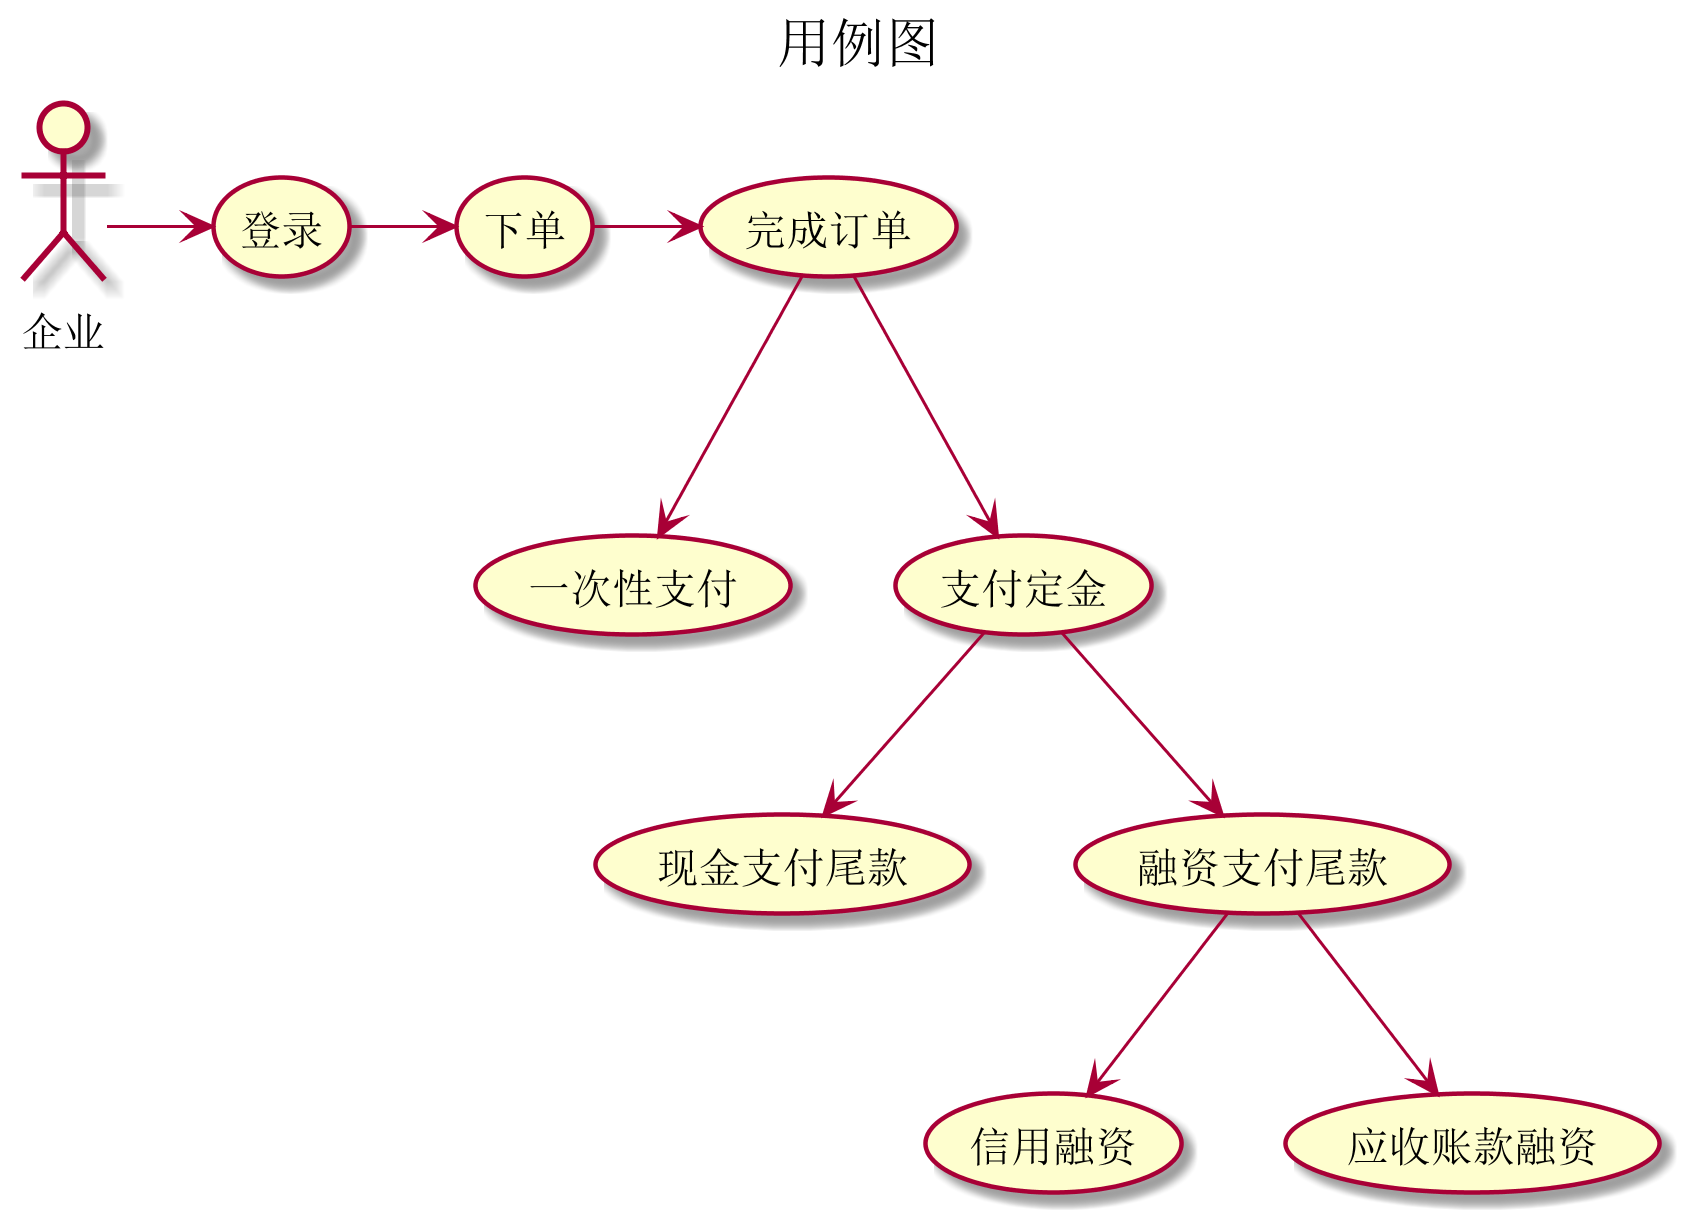 用例图
登录
下单
完成订单
企业
一次性支付
支付定金
现金支付尾款
融资支付尾款
信用融资
应收账款融资